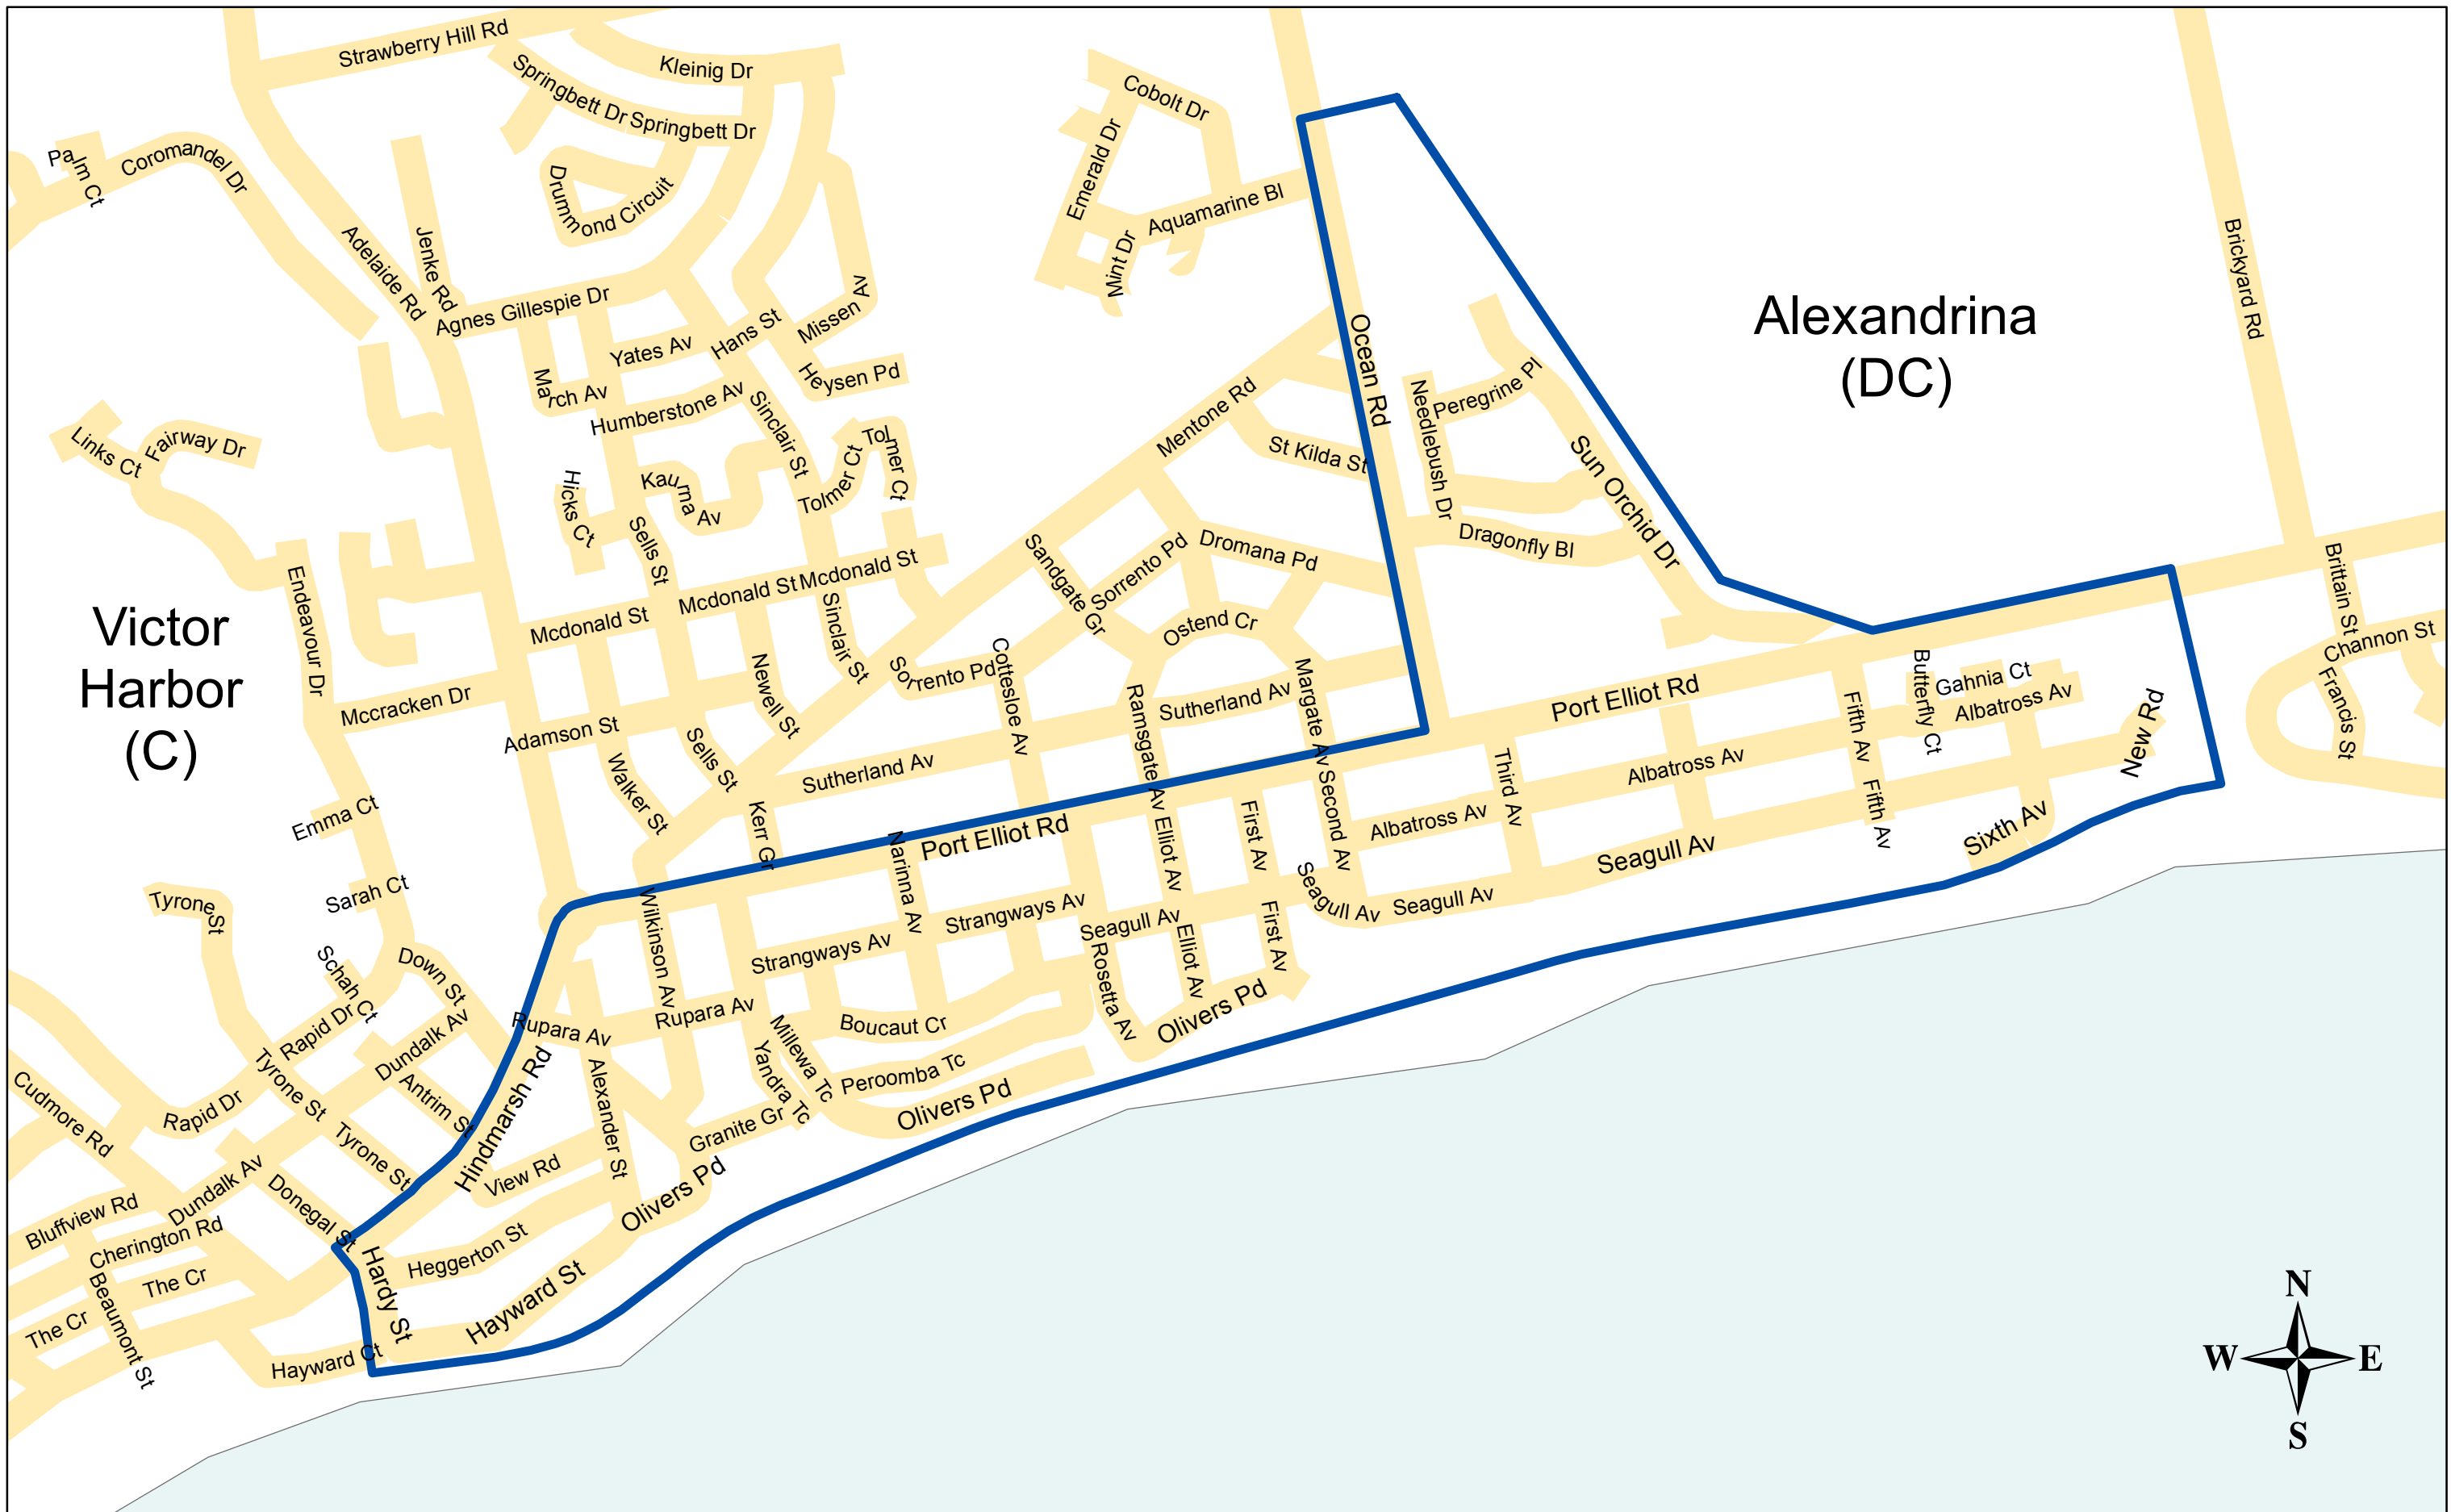 Strawberry Hill Rd
Kleinig Dr
Springbett Dr
Springbett Dr
Cobolt Dr
Palm Ct
Coromandel Dr
Drummond Circuit
Emerald Dr
Aquamarine Bl
Mint Dr
Adelaide Rd
Jenke Rd
Agnes Gillespie Dr
Brickyard Rd
Yates Av
Hans St
Missen Av
March Av
Heysen Pd
Humberstone Av
Sinclair St
Ocean Rd
Alexandrina
(DC)
Mentone Rd
Needlebush Dr
Peregrine Pl
Links Ct
Fairway Dr
Tolmer Ct
Tolmer Ct
St Kilda St
Sun Orchid Dr
Hicks Ct
Kaurna Av
Sells St
Dragonfly Bl
Dromana Pd
Sandgate Gr
Sorrento Pd
Endeavour Dr
Mcdonald St
Mcdonald St
Mcdonald St
Sinclair St
Ostend Cr
Brittain St
Channon St
Francis St
Victor
Harbor
(C)
Mccracken Dr
Adamson St
Newell St
Sorrento Pd
Cottesloe Av
Ramsgate Av
Sutherland Av
Margate Av
Port Elliot Rd
Butterfly Ct
Gahnia Ct
Albatross Av
Fifth Av
New Rd
Walker St
Sells St
Sutherland Av
Third Av
Albatross Av
Emma Ct
Kerr Gr
Port Elliot Rd
Elliot Av
First Av
Second Av
Albatross Av
Fifth Av
Sixth Av
Seagull Av
Sarah Ct
Tyrone St
Wilkinson Av
Narinna Av
Strangways Av
Strangways Av
Seagull Av
Seagull Av
Seagull Av
First Av
Elliot Av
Rosetta Av
Schah Ct
Down St
Rapid Dr
Dundalk Av
Rupara Av
Rupara Av
Boucaut Cr
Millewa Tc
Yandra Tc
Peroomba Tc
Olivers Pd
Olivers Pd
Cudmore Rd
Rapid Dr
Tyrone St
Tyrone St
Antrim St
Hindmarsh Rd
Alexander St
Granite Gr
View Rd
Olivers Pd
Bluffview Rd
Dundalk Av
Donegal St
Cherington Rd
The Cr
The Cr
Beaumont St
Heggerton St
Hardy St
Hayward St
Hayward Ct
N
W
E
S